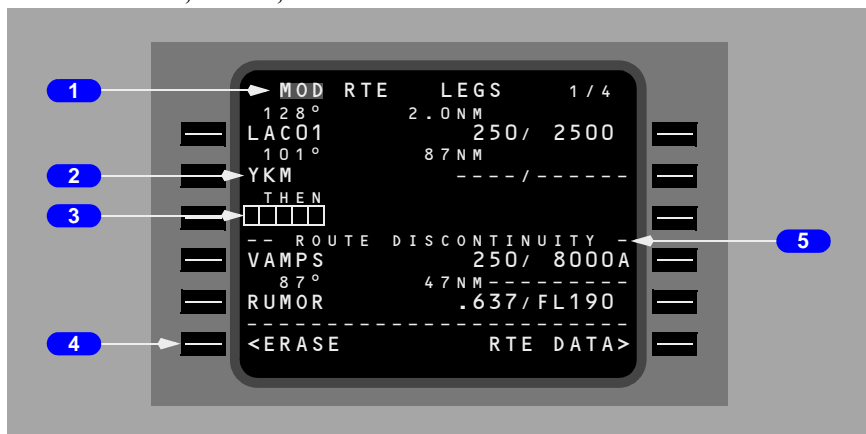 1
MOD RTE LEGS 1/4
128° 2.0NM
LACO1 250/ 2500
101° 87NM
2
YKM ----/------
THEN
3
□□□□□
-- ROUTE DISCONTINUITY -
5
VAMPS 250/ 8000A
87° 47NM---------
RUMOR .637/FL190
------------------------
4
<ERASE RTE DATA>